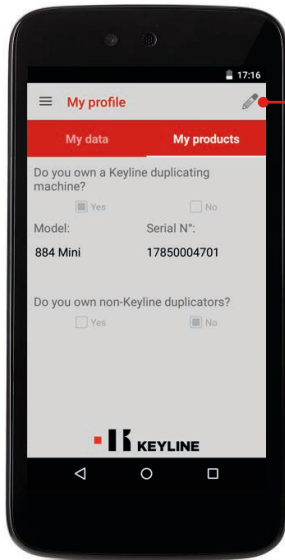 17:16
My profile
My data My products
Do you own a Keyline duplicating
machine?
Yes No
Model: Serial N°:
884 Mini 17850004701
Do you own non-Keyline duplicators?
Yes No
KEYLINE